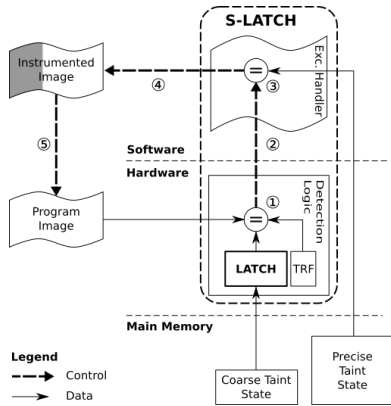 S-LATCH
Instrumented
Image
④
=
③
Exc. Handler
⑤
②
Software
Hardware
Program
Image
①
=
Detection
Logic
LATCH
TRF
Main Memory
Legend
Control
Data
Coarse Taint
State
Precise
Taint
State